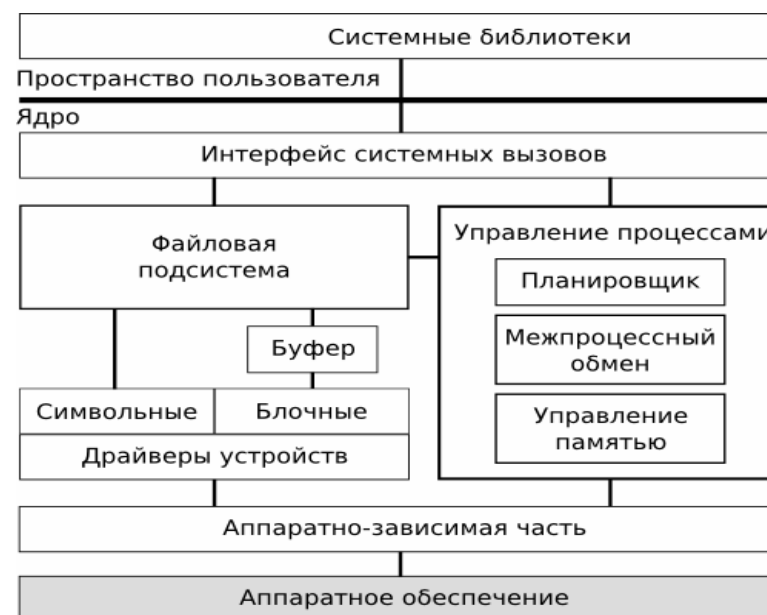 Системные библиотеки
Пространство пользователя
Ядро
Интерфейс системных вызовов
Файловая
подсистема
Буфер
Символьные
Блочные
Драйверы устройств
Управление процессами
Планировщик
Межпроцессный
обмен
Управление
памятью
Аппаратно-зависимая часть
Аппаратное обеспечение